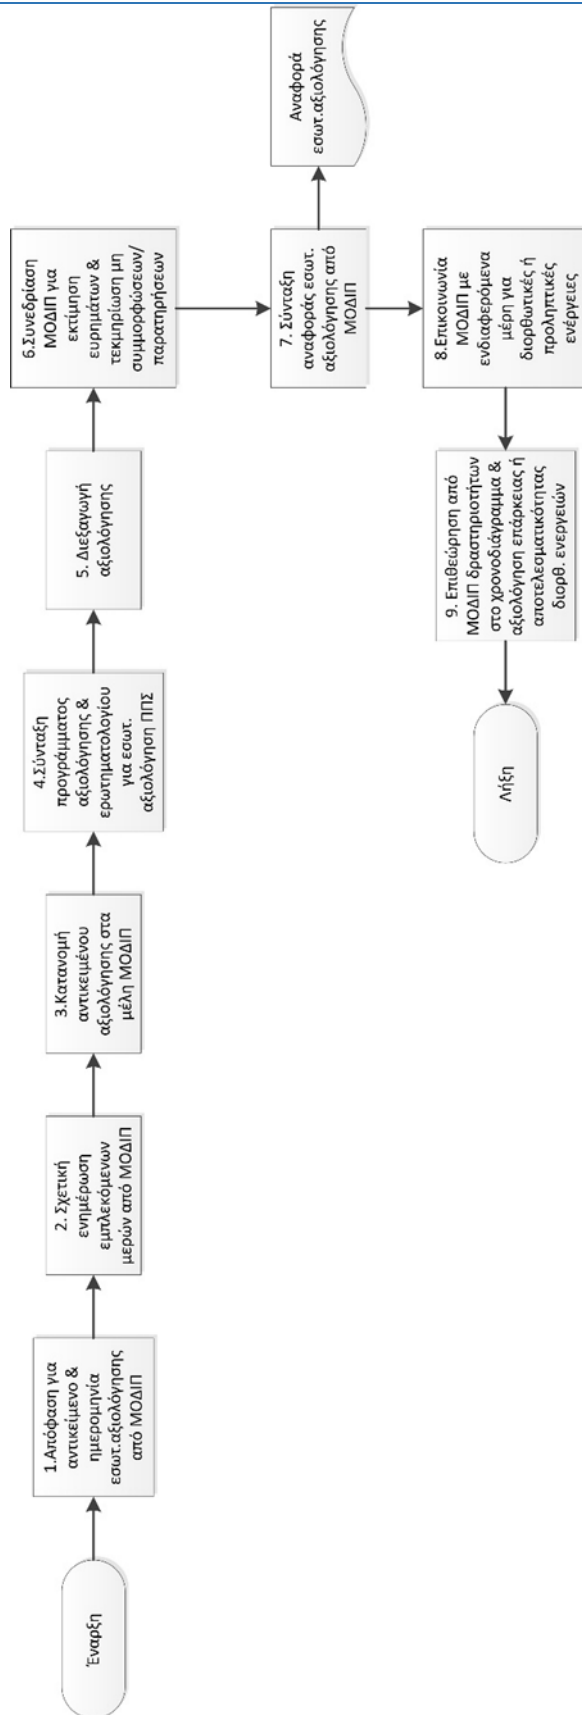 Έναρξη
1.Απόφαση για
αντικείμενο &
ημερομηνία
εσωτ.αξιολόγησης
από ΜΟΔΙΠ
2. Σχετική
ενημέρωση
εμπλεκόμενων
μερών από ΜΟΔΙΠ
3.Κατανομή
αντικειμένου
αξιολόγησης στα
μέλη ΜΟΔΙΠ
4.Σύνταξη
προγράμματος
αξιολόγησης &
ερωτηματολογίου
για εσωτ.
αξιολόγηση ΠΠΣ
5. Διεξαγωγή
αξιολόγησης
6.Συνεδρίαση
ΜΟΔΙΠ για
εκτίμηση
ευρημάτων &
τεκμηρίωση μη
συμμορφώσεων/
παρατηρήσεων
7. Σύνταξη
αναφοράς εσωτ.
αξιολόγησης από
ΜΟΔΙΠ
Αναφορά
εσωτ.αξιολόγησης
8.Επικοινωνία
ΜΟΔΙΠ με
ενδιαφερόμενα
μέρη για
διορθωτικές ή
προληπτικές
ενέργειες
9. Επιθεώρηση από
ΜΟΔΙΠ δραστηριοτήτων
στο χρονοδιάγραμμα &
αξιολόγηση επάρκειας ή
αποτελεσματικότητας
διορθ. ενεργειών
Λήξη